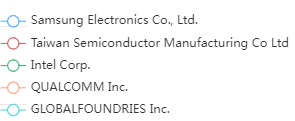 Samsung Electronics Co., Ltd.
Taiwan Semiconductor Manufacturing Co Ltd
Intel Corp.
QUALCOMM Inc.
GLOBALFOUNDRIES Inc.